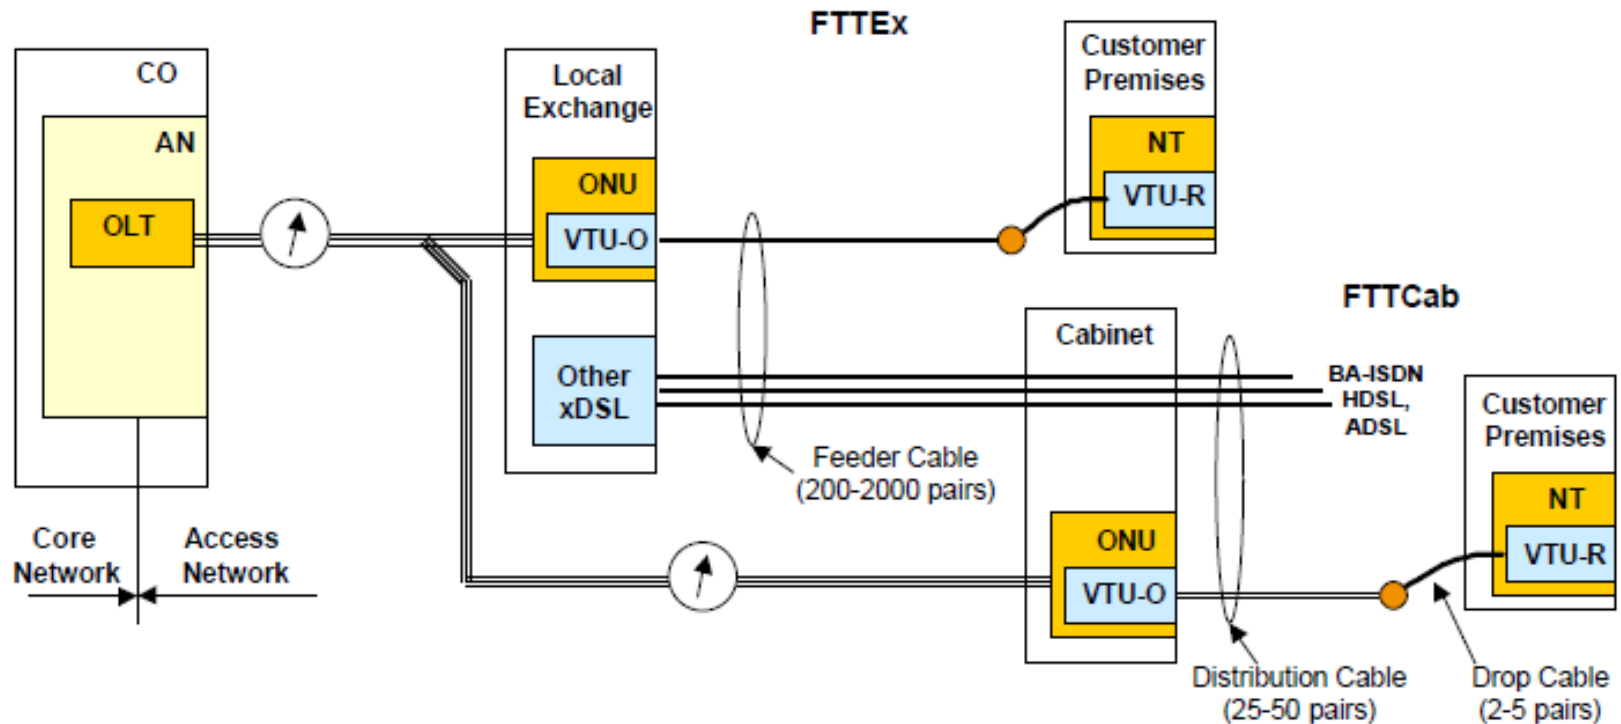 FTTEx
CO
AN
OLT
Core
Network
Access
Network
Local
Exchange
ONU
VTU-O
Other
xDSL
Feeder Cable
(200-2000 pairs)
Customer
Premises
NT
VTU-R
FTTCab
Cabinet
BA-ISDN
HDSL,
ADSL
ONU
VTU-O
Customer
Premises
NT
VTU-R
Distribution Cable
(25-50 pairs)
Drop Cable
(2-5 pairs)